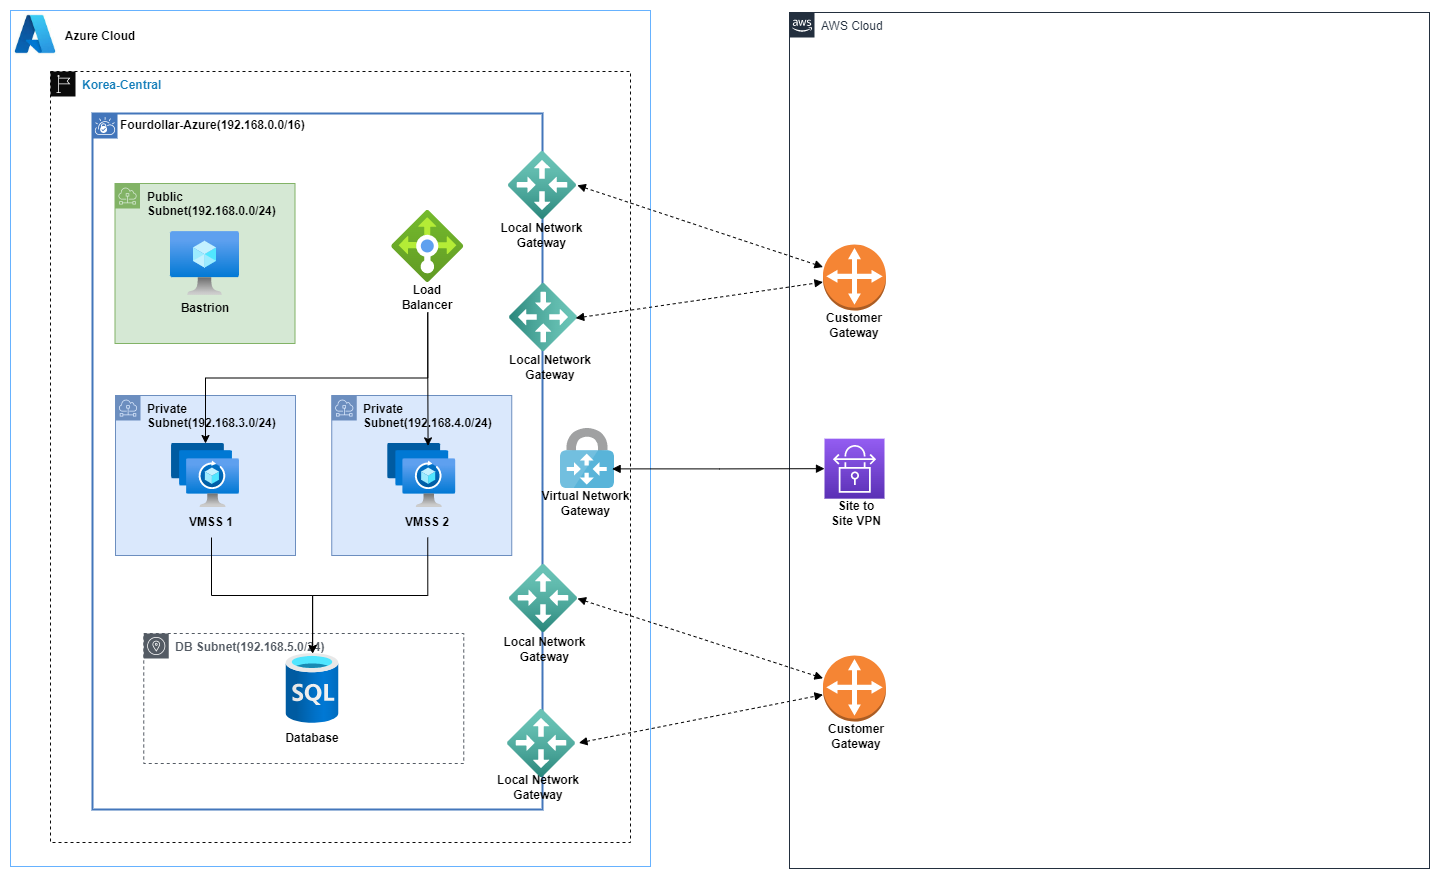 Azure Cloud
Korea-Central
Fourdollar-Azure(192.168.0.0/16)
Public
Subnet(192.168.0.0/24)
Bastrion
Load
Balancer
Local Network
Gateway
Local Network
Gateway
Private
Subnet(192.168.3.0/24)
VMSS 1
Private
Subnet(192.168.4.0/24)
VMSS 2
Virtual Network
Gateway
DB Subnet(192.168.5.0/24)
SQL
Database
Local Network
Gateway
Local Network
Gateway
aws
AWS Cloud
Customer
Gateway
Site to
Site VPN
Customer
Gateway